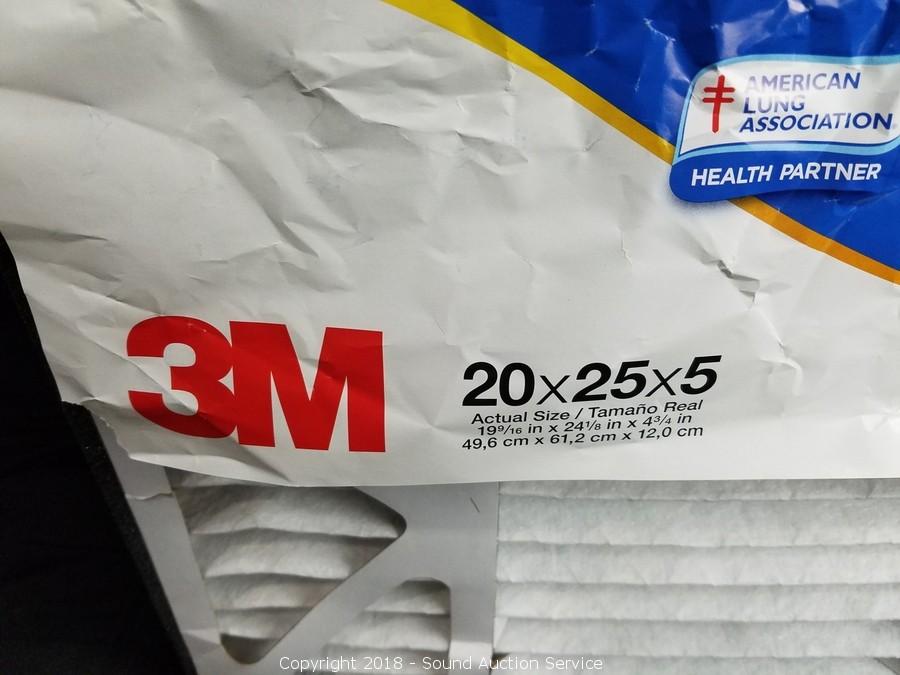 AMERICAN
LUNG
ASSOCIATION®
HEALTH PARTNER
3M
20x25x5
Actual Size / Tamaño Real
19⁹/₁₆ in x 24¹/₈ in x 4³/₄ in
49,6 cm x 61,2 cm x 12,0 cm
Copyright 2018 - Sound Auction Service